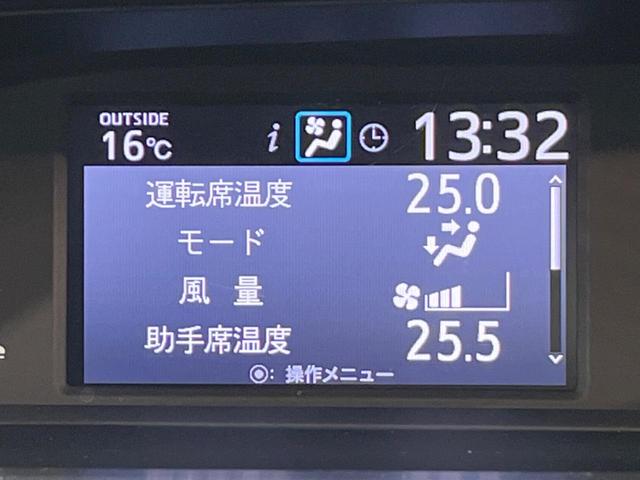 OUTSIDE
16℃ i 13:32
運転席温度 25.0
モード
風量
助手席温度 25.5
◉: 操作メニュー
e